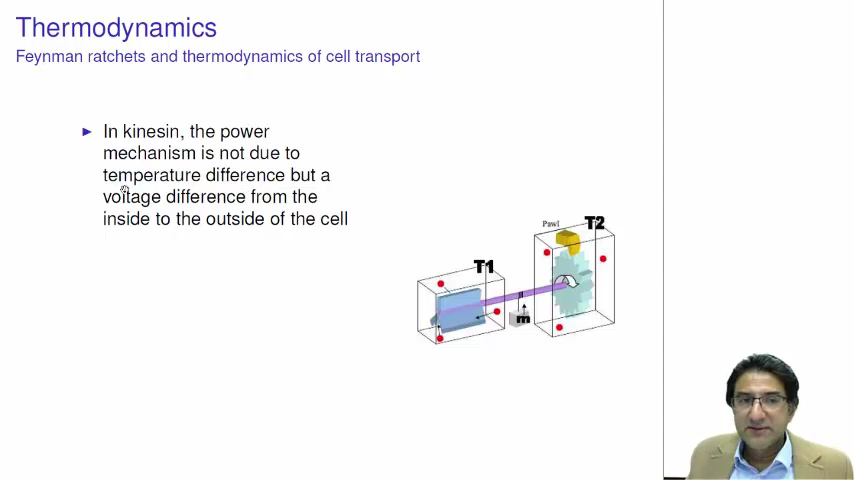 Thermodynamics
Feynman ratchets and thermodynamics of cell transport
In kinesin, the power
mechanism is not due to
temperature difference but a
voltage difference from the
inside to the outside of the cell
Pawl
T2
T1
m